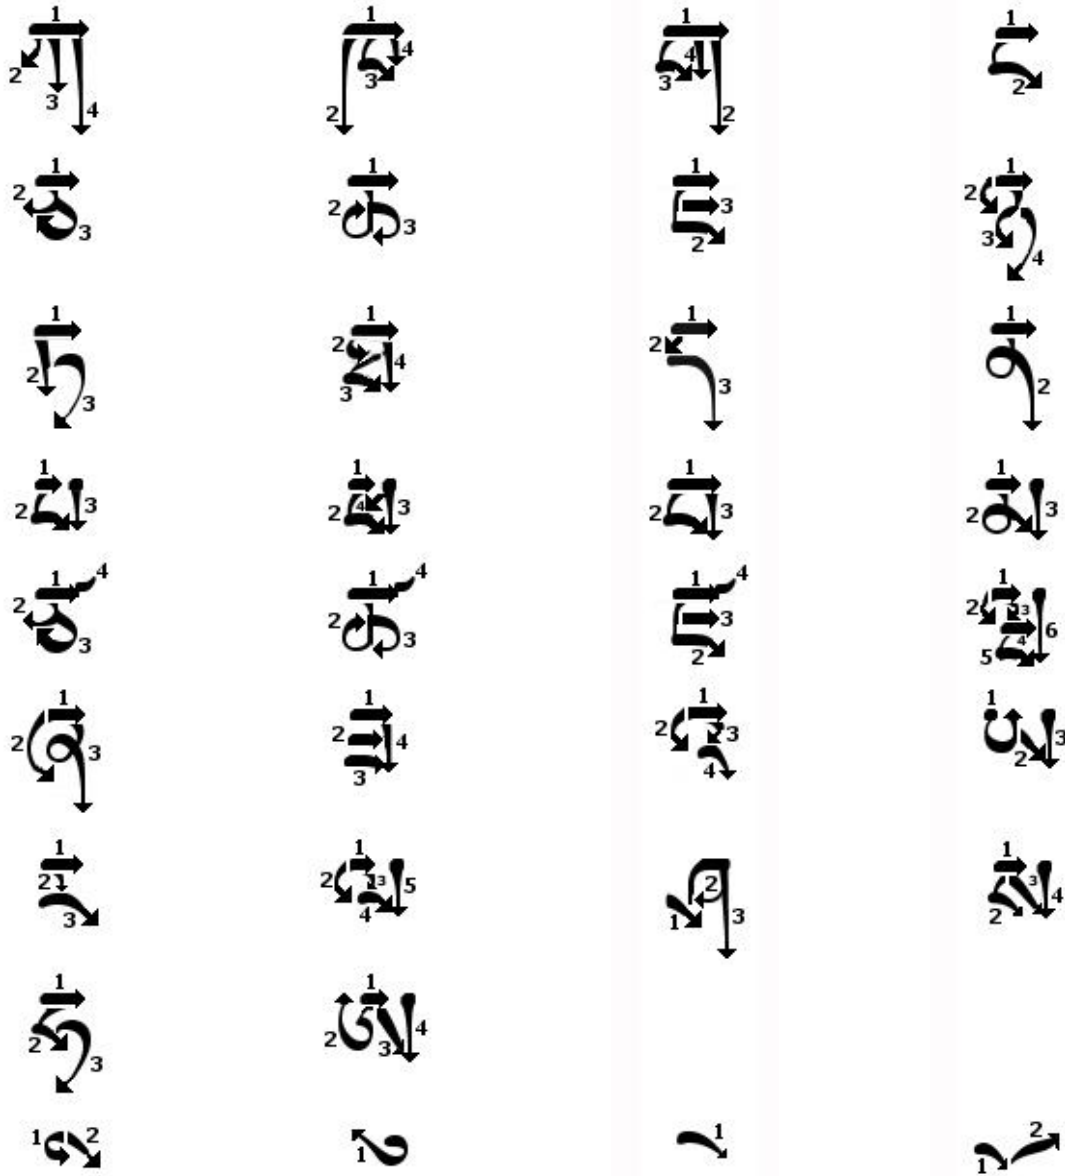 ཀ ཁ ག ང
ཅ ཆ ཇ ཉ
ཏ ཐ ད ན
པ ཕ བ མ
ཙ ཚ ཛ ཝ
ཞ ཟ འ ཡ
ར ལ ཤ ས
ཧ ཨ
ི ུ ེ ོ